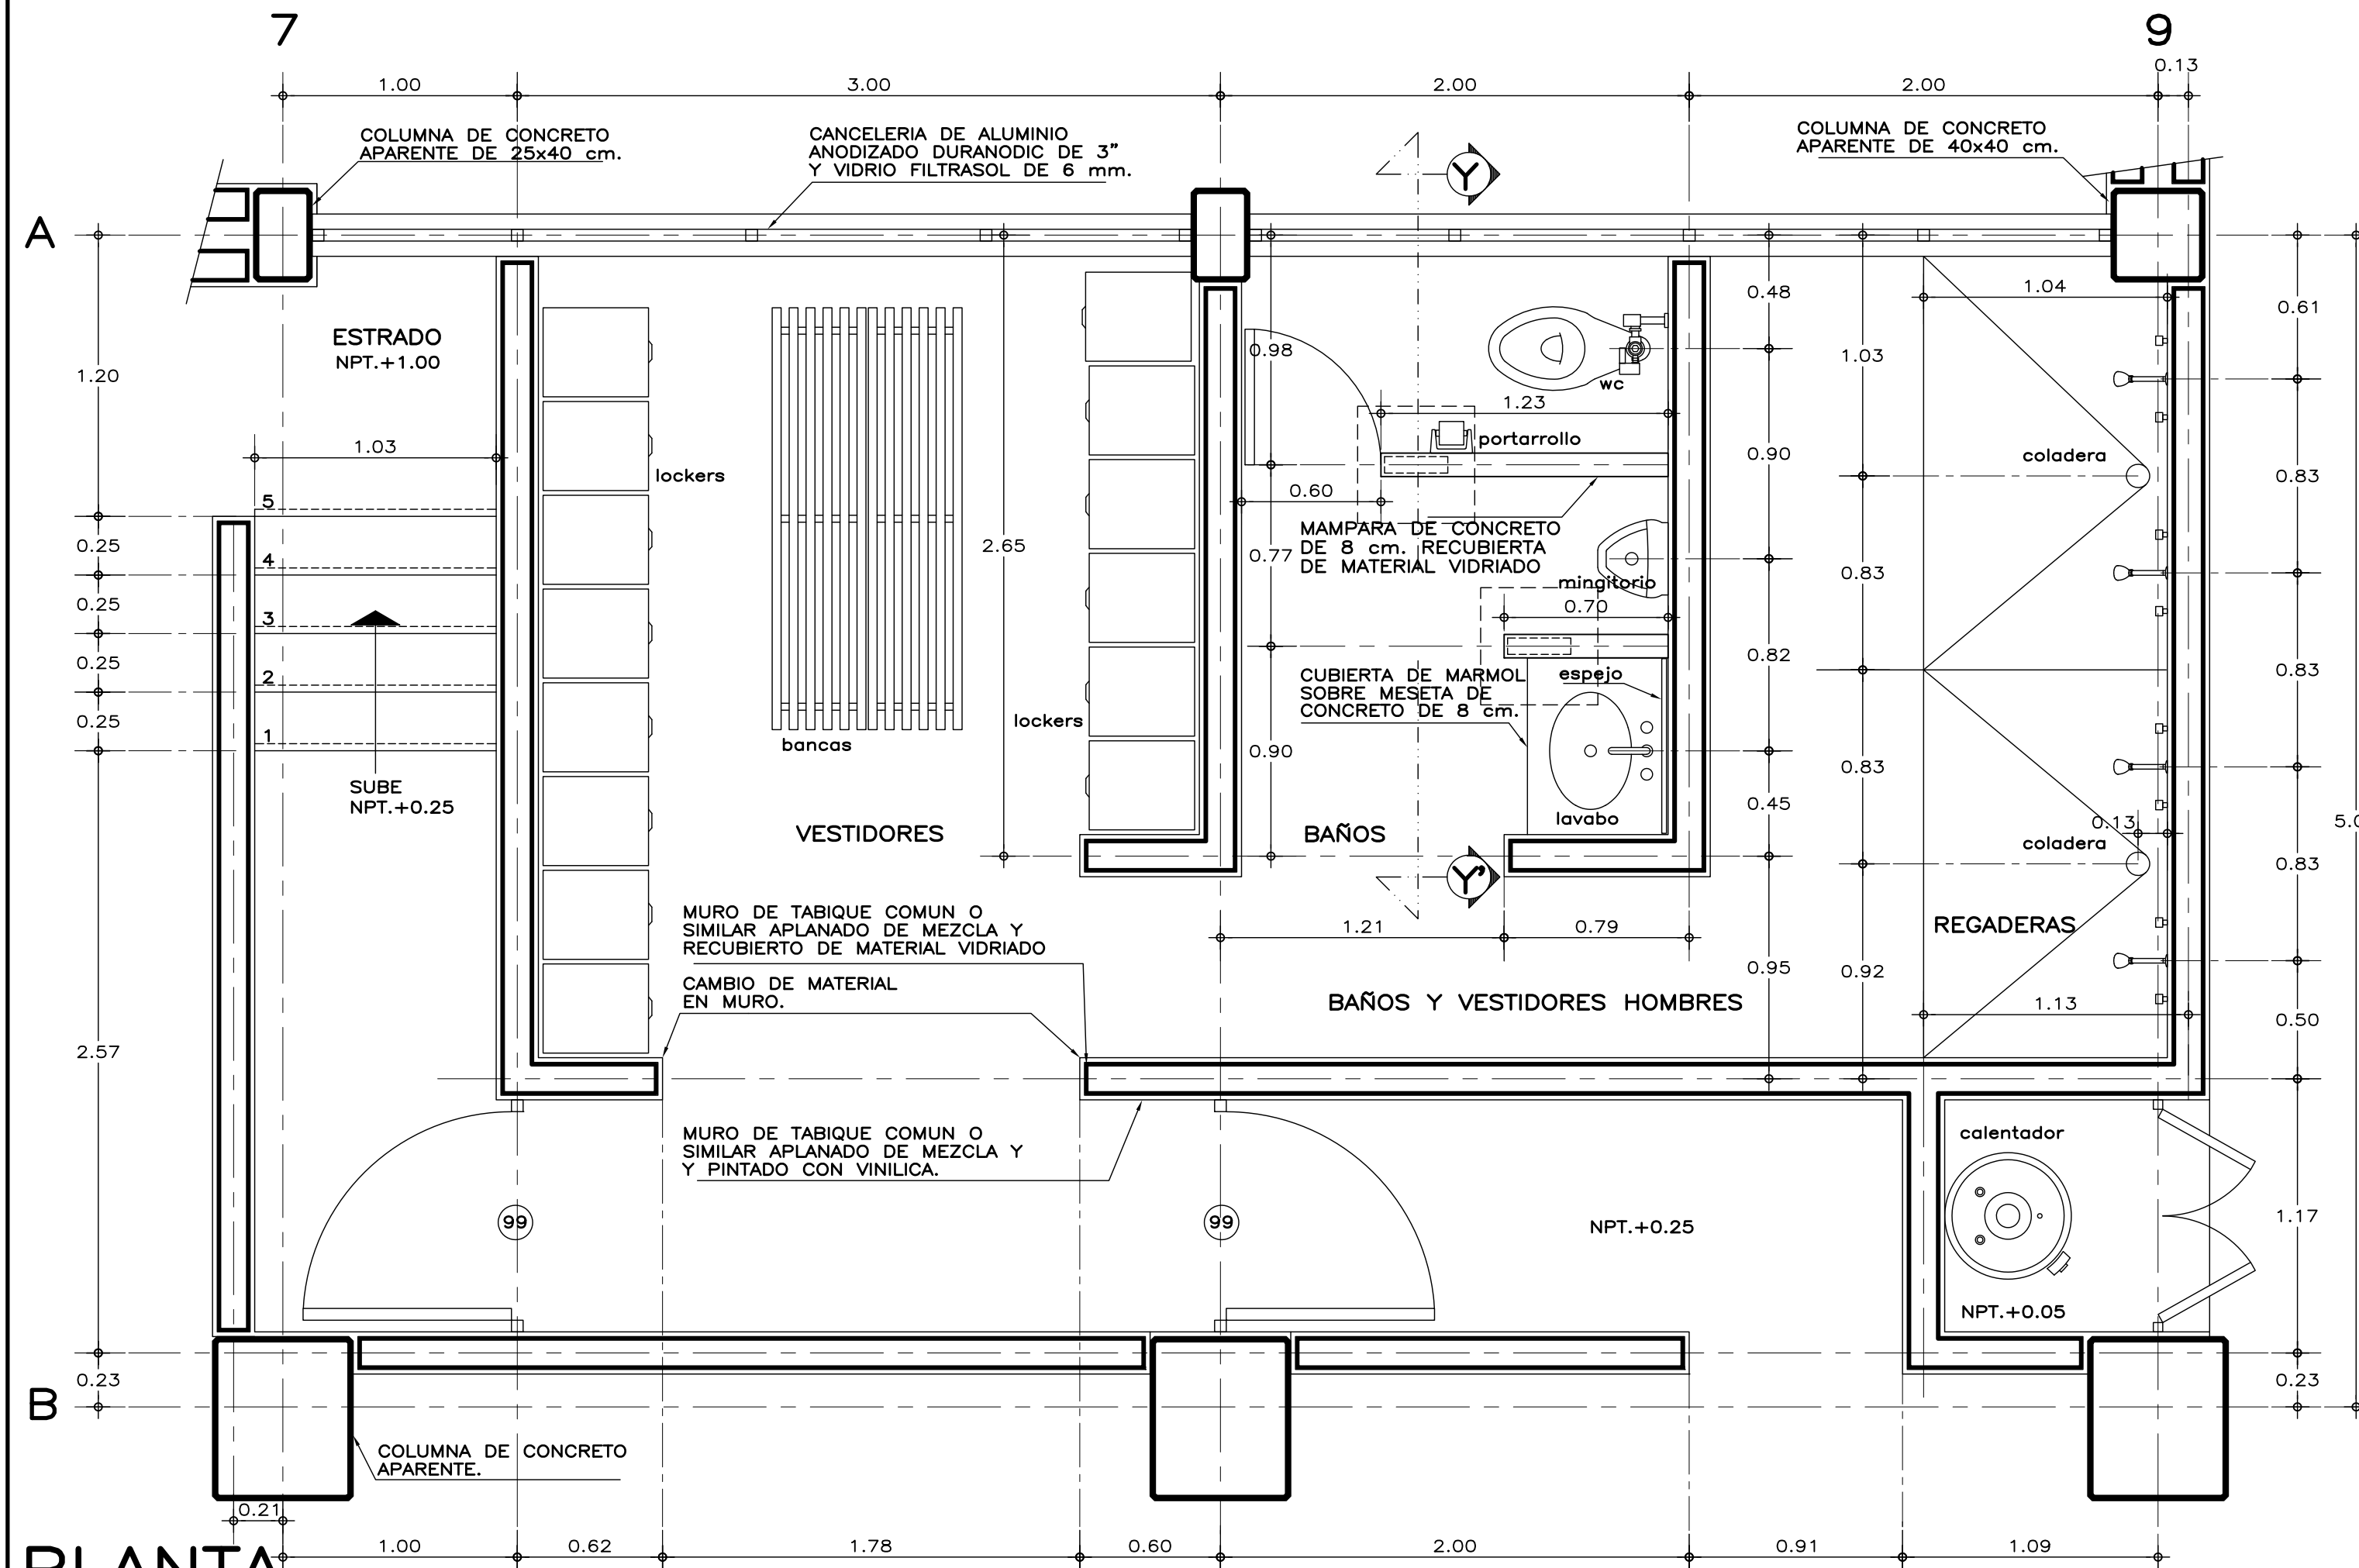 7
9
0.13
1.00
3.00
2.00
2.00
COLUMNA DE CONCRETO
APARENTE DE 25x40 cm.
CANCELERIA DE ALUMINIO
ANODIZADO DURANODIC DE 3"
Y VIDRIO FILTRASOL DE 6 mm.
COLUMNA DE CONCRETO
APARENTE DE 40x40 cm.
Y
A
ESTRADO
NPT.+1.00
1.20
1.03
5
4
3
2
1
0.25
0.25
0.25
0.25
SUBE
NPT.+0.25
2.57
lockers
bancas
2.65
lockers
VESTIDORES
0.98
0.60
0.77
0.90
wc
1.23
portarrollo
MAMPARA DE CONCRETO
DE 8 cm. RECUBIERTA
DE MATERIAL VIDRIADO
mingitorio
0.70
CUBIERTA DE MARMOL
SOBRE MESETA DE
CONCRETO DE 8 cm.
espejo
lavabo
BAÑOS
Y'
0.48
0.90
0.82
0.45
0.95
1.03
0.83
0.83
0.92
1.04
coladera
0.13
coladera
REGADERAS
1.13
0.61
0.83
0.83
0.83
0.50
1.17
0.23
1.21
0.79
MURO DE TABIQUE COMUN O
SIMILAR APLANADO DE MEZCLA Y
RECUBIERTO DE MATERIAL VIDRIADO
CAMBIO DE MATERIAL
EN MURO.
BAÑOS Y VESTIDORES HOMBRES
MURO DE TABIQUE COMUN O
SIMILAR APLANADO DE MEZCLA Y
Y PINTADO CON VINILICA.
99
99
NPT.+0.25
calentador
NPT.+0.05
0.23
B
COLUMNA DE CONCRETO
APARENTE.
0.21
1.00
0.62
1.78
0.60
2.00
0.91
1.09
PLANTA